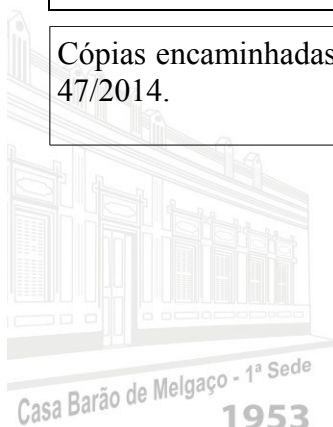 Cópias encaminhadas
47/2014.
Casa Barão de Melgaço - 1ª Sede
1953